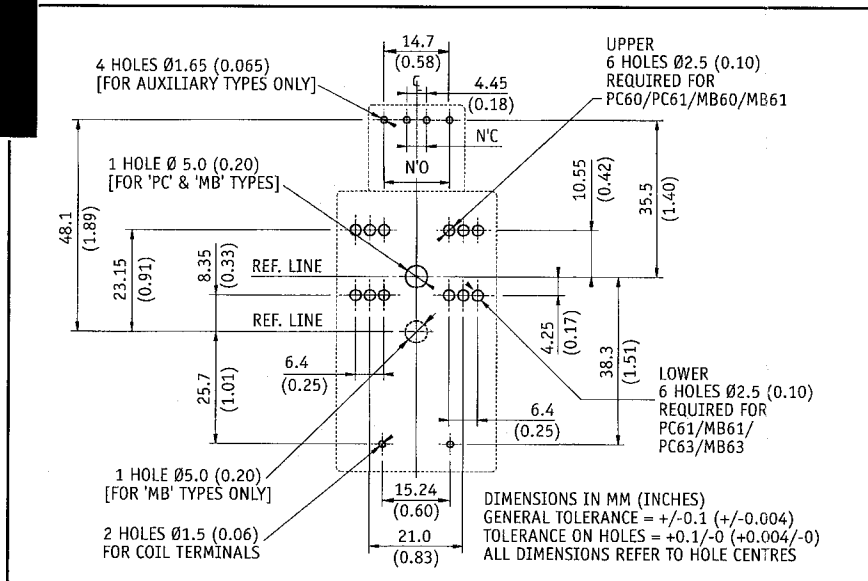 4 HOLES Ø1.65 (0.065)
[FOR AUXILIARY TYPES ONLY]
14.7
(0.58)
4.45
(0.18)
UPPER
6 HOLES Ø2.5 (0.10)
REQUIRED FOR
PC60/PC61/MB60/MB61
N'C
N'O
1 HOLE Ø 5.0 (0.20)
[FOR 'PC' & 'MB' TYPES]
48.1
(1.89)
23.15
(0.91)
8.35
(0.33)
REF. LINE
REF. LINE
10.55
(0.42)
35.5
(1.40)
4.25
(0.17)
38.3
(1.51)
25.7
(1.01)
6.4
(0.25)
6.4
(0.25)
LOWER
6 HOLES Ø2.5 (0.10)
REQUIRED FOR
PC61/MB61/
PC63/MB63
1 HOLE Ø5.0 (0.20)
[FOR 'MB' TYPES ONLY]
2 HOLES Ø1.5 (0.06)
FOR COIL TERMINALS
15.24
(0.60)
21.0
(0.83)
DIMENSIONS IN MM (INCHES)
GENERAL TOLERANCE = +/-0.1 (+/-0.004)
TOLERANCE ON HOLES = +0.1/-0 (+0.004/-0)
ALL DIMENSIONS REFER TO HOLE CENTRES